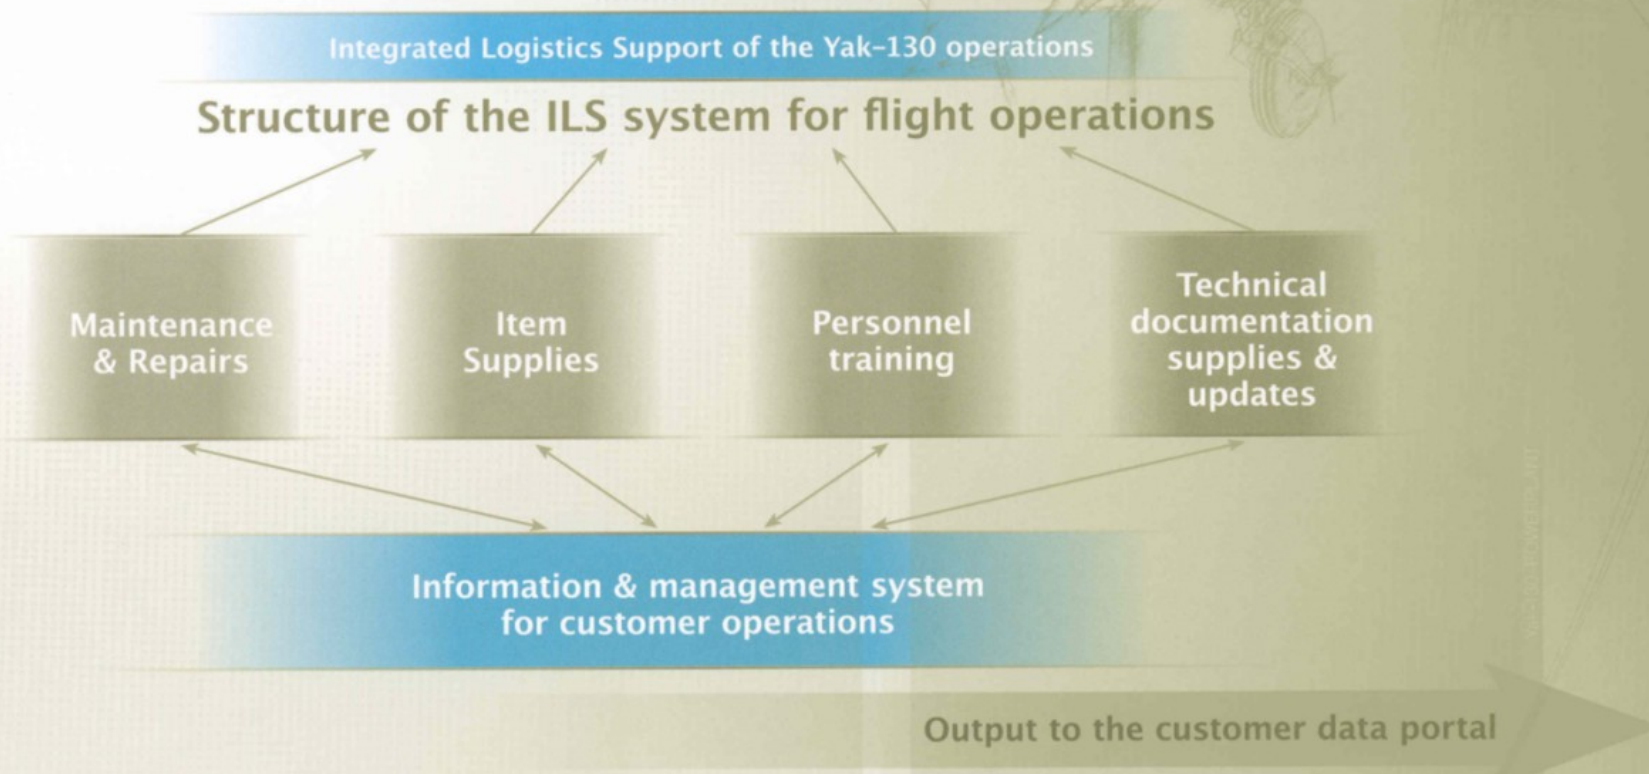 Integrated Logistics Support of the Yak-130 operations
Structure of the ILS system for flight operations
Maintenance
& Repairs
Item
Supplies
Personnel
training
Technical
documentation
supplies &
updates
Information & management system
for customer operations
Output to the customer data portal